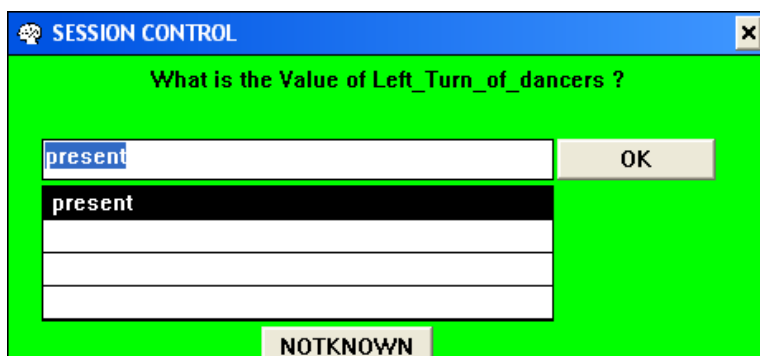 SESSION CONTROL
What is the Value of Left_Turn_of_dancers ?
present
OK
present
NOTKNOWN